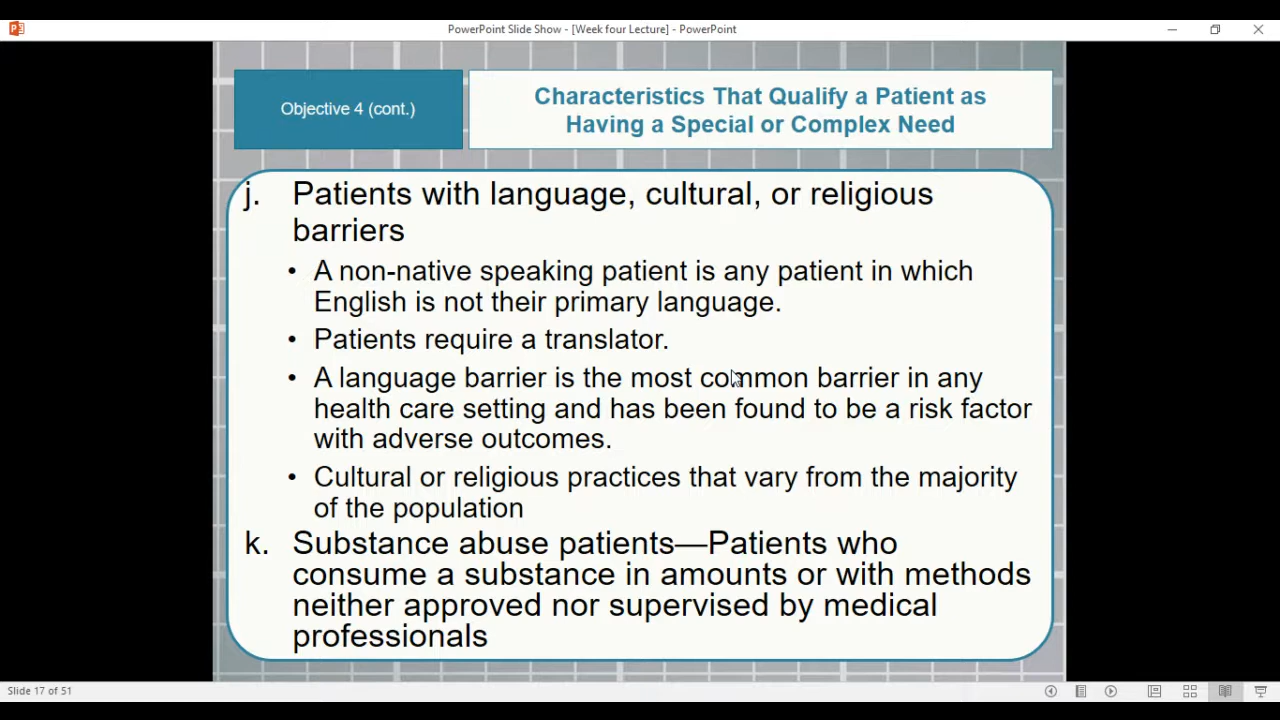 PowerPoint Slide Show - [Week four Lecture] - PowerPoint
Objective 4 (cont.)
Characteristics That Qualify a Patient as
Having a Special or Complex Need
j. Patients with language, cultural, or religious
barriers
• A non-native speaking patient is any patient in which
English is not their primary language.
• Patients require a translator.
• A language barrier is the most common barrier in any
health care setting and has been found to be a risk factor
with adverse outcomes.
• Cultural or religious practices that vary from the majority
of the population
k. Substance abuse patients—Patients who
consume a substance in amounts or with methods
neither approved nor supervised by medical
professionals
Slide 17 of 51